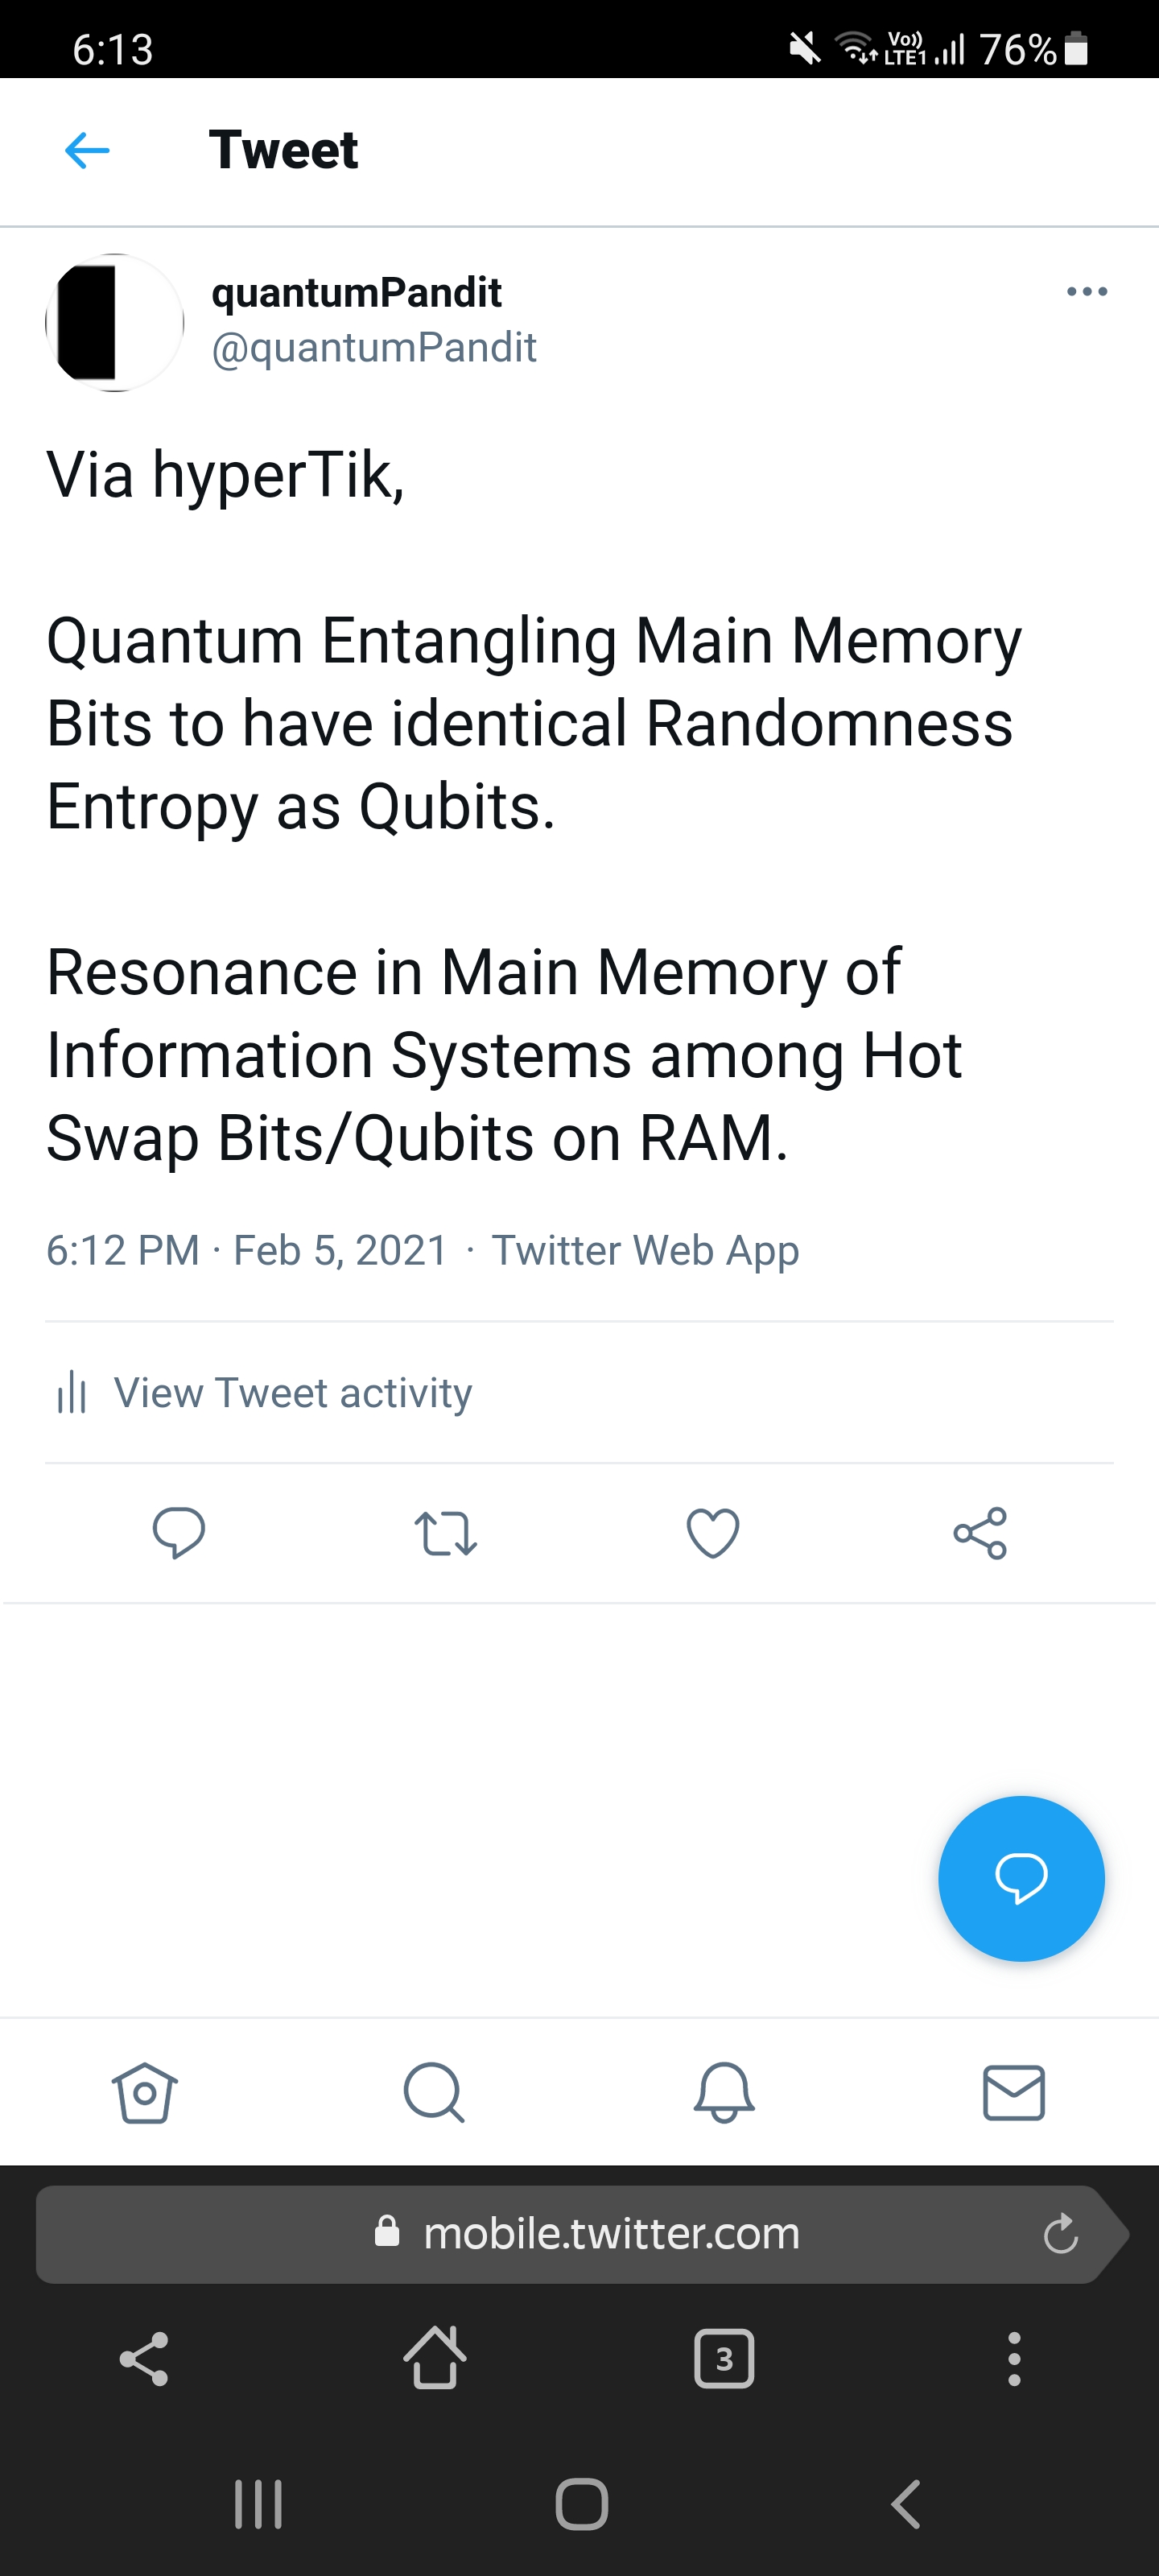 6:13
Vo))
LTE1
76%
Tweet
quantumPandit
@quantumPandit
Via hyperTik,
Quantum Entangling Main Memory
Bits to have identical Randomness
Entropy as Qubits.
Resonance in Main Memory of
Information Systems among Hot
Swap Bits/Qubits on RAM.
6:12 PM · Feb 5, 2021 · Twitter Web App
View Tweet activity
mobile.twitter.com
3